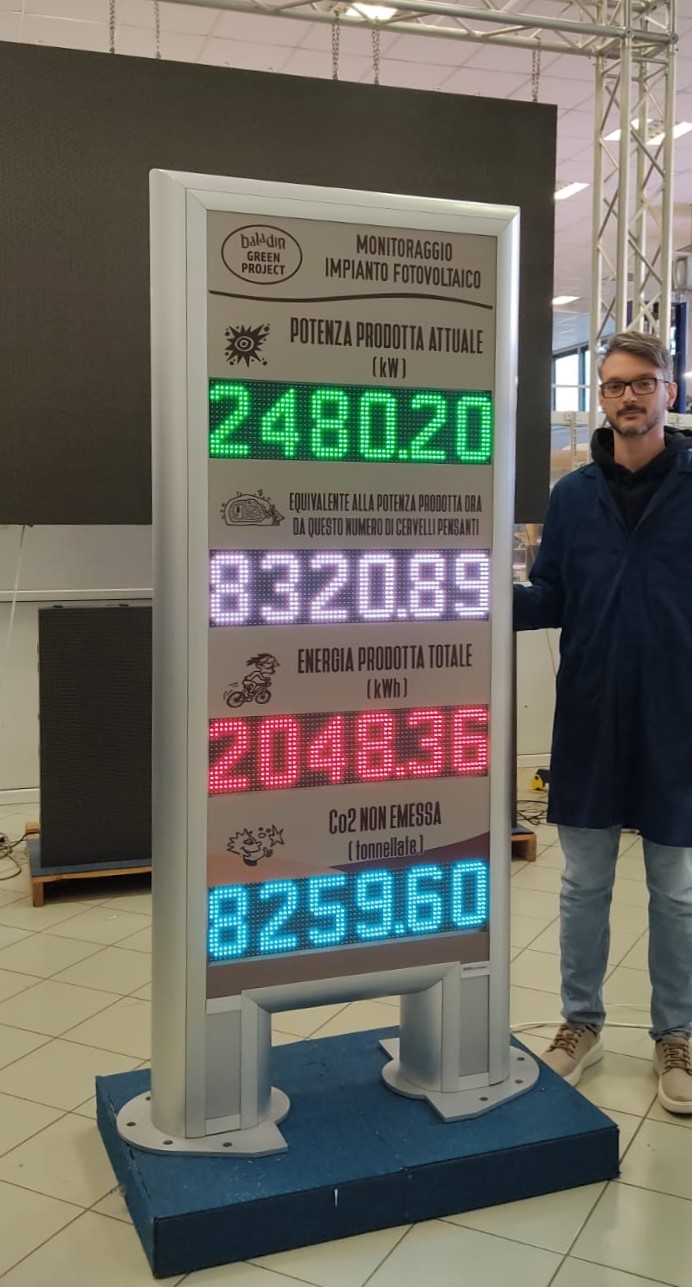 baladin
GREEN
PROJECT
MONITORAGGIO
IMPIANTO FOTOVOLTAICO
POTENZA PRODOTTA ATTUALE
(kW)
2480.20
EQUIVALENTE ALLA POTENZA PRODOTTA ORA
DA QUESTO NUMERO DI CERVELLI PENSANTI
8320.89
ENERGIA PRODOTTA TOTALE
(kWh)
2048.36
Co2 NON EMESSA
(tonnellate)
8259.60